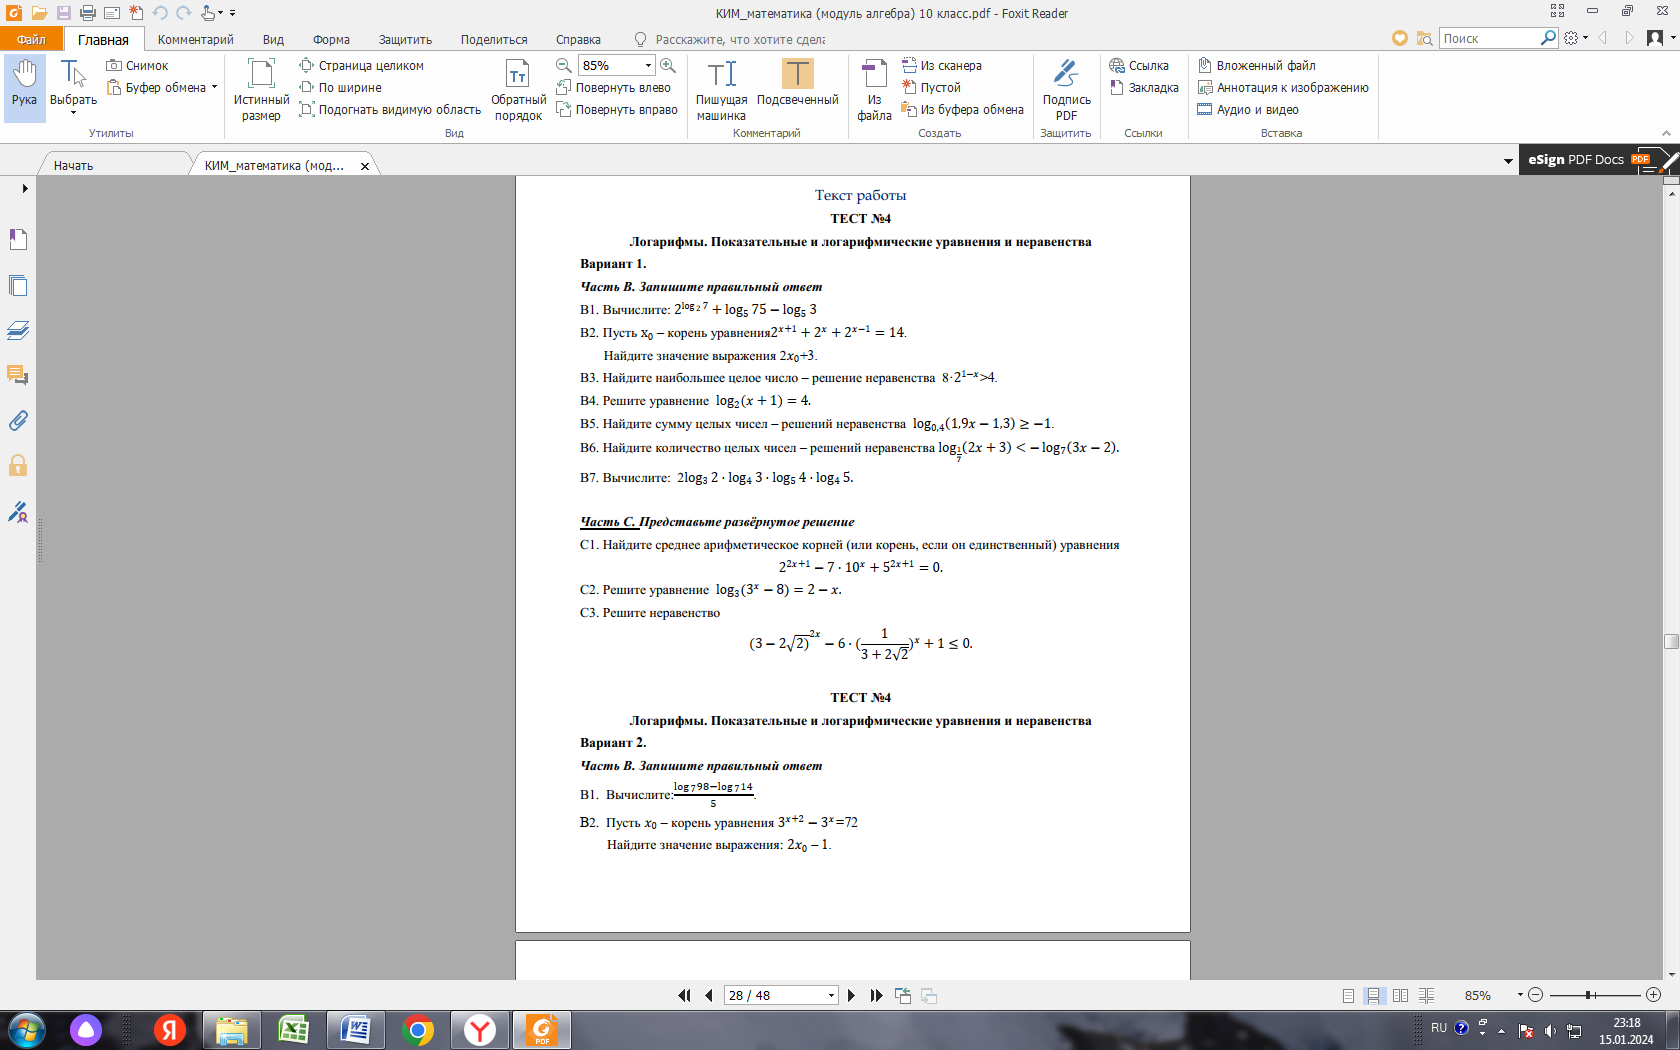 КИМ_математика (модуль алгебра) 10 класс.pdf - Foxit Reader
Файл Главная Комментарий Вид Форма Защитить Поделиться Справка Расскажите, что хотите сдела Поиск
Рука Выбрать Снимок Буфер обмена Утилиты
Истинный размер Страница целиком По ширине Подогнать видимую область Обратный порядок 85% Повернуть влево Повернуть вправо Вид
Пишущая машинка Подсвеченный Комментарий
Из файла Из сканера Пустой Из буфера обмена Создать
Подпись PDF Защитить
Ссылка Закладка Ссылки
Вложенный файл Аннотация к изображению Аудио и видео Вставка
Начать КИМ_математика (мод... eSign PDF Docs PDF
Текст работы
ТЕСТ №4
Логарифмы. Показательные и логарифмические уравнения и неравенства
Вариант 1.
Часть В. Запишите правильный ответ
В1. Вычислите: 2^{log_2 7} + log_5 75 − log_5 3
В2. Пусть x_0 – корень уравнения2^{x+1} + 2^x + 2^{x−1} = 14.
Найдите значение выражения 2x_0+3.
В3. Найдите наибольшее целое число – решение неравенства 8·2^{1−x}>4.
В4. Решите уравнение log_2(x + 1) = 4.
В5. Найдите сумму целых чисел – решений неравенства log_{0,4}(1,9x − 1,3) ≥ −1.
В6. Найдите количество целых чисел – решений неравенства log_{1/7}(2x + 3) < − log_7(3x − 2).
В7. Вычислите: 2log_3 2 · log_4 3 · log_5 4 · log_4 5.
Часть С. Представьте развёрнутое решение
С1. Найдите среднее арифметическое корней (или корень, если он единственный) уравнения
2^{2x+1} − 7 · 10^x + 5^{2x+1} = 0.
С2. Решите уравнение log_3(3^x − 8) = 2 − x.
С3. Решите неравенство
(3 − 2√2)^{2x} − 6 · (1/(3 + 2√2))^x + 1 ≤ 0.
ТЕСТ №4
Логарифмы. Показательные и логарифмические уравнения и неравенства
Вариант 2.
Часть В. Запишите правильный ответ
В1. Вычислите: (log_7 98−log_7 14)/5.
В2. Пусть x_0 – корень уравнения 3^{x+2} − 3^x=72
Найдите значение выражения: 2x_0 – 1.
28 / 48 85%
Я X W Y PDF RU 23:18
15.01.2024